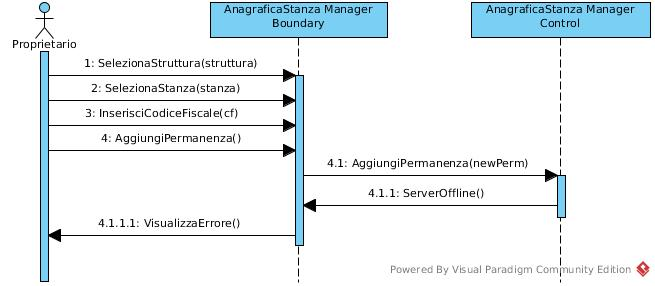 AnagraficaStanza Manager
Boundary
AnagraficaStanza Manager
Control
Proprietario
1: SelezionaStruttura(struttura)
2: SelezionaStanza(stanza)
3: InserisciCodiceFiscale(cf)
4: AggiungiPermanenza()
4.1: AggiungiPermanenza(newPerm)
4.1.1: ServerOffline()
4.1.1.1: VisualizzaErrore()
Powered By Visual Paradigm Community Edition